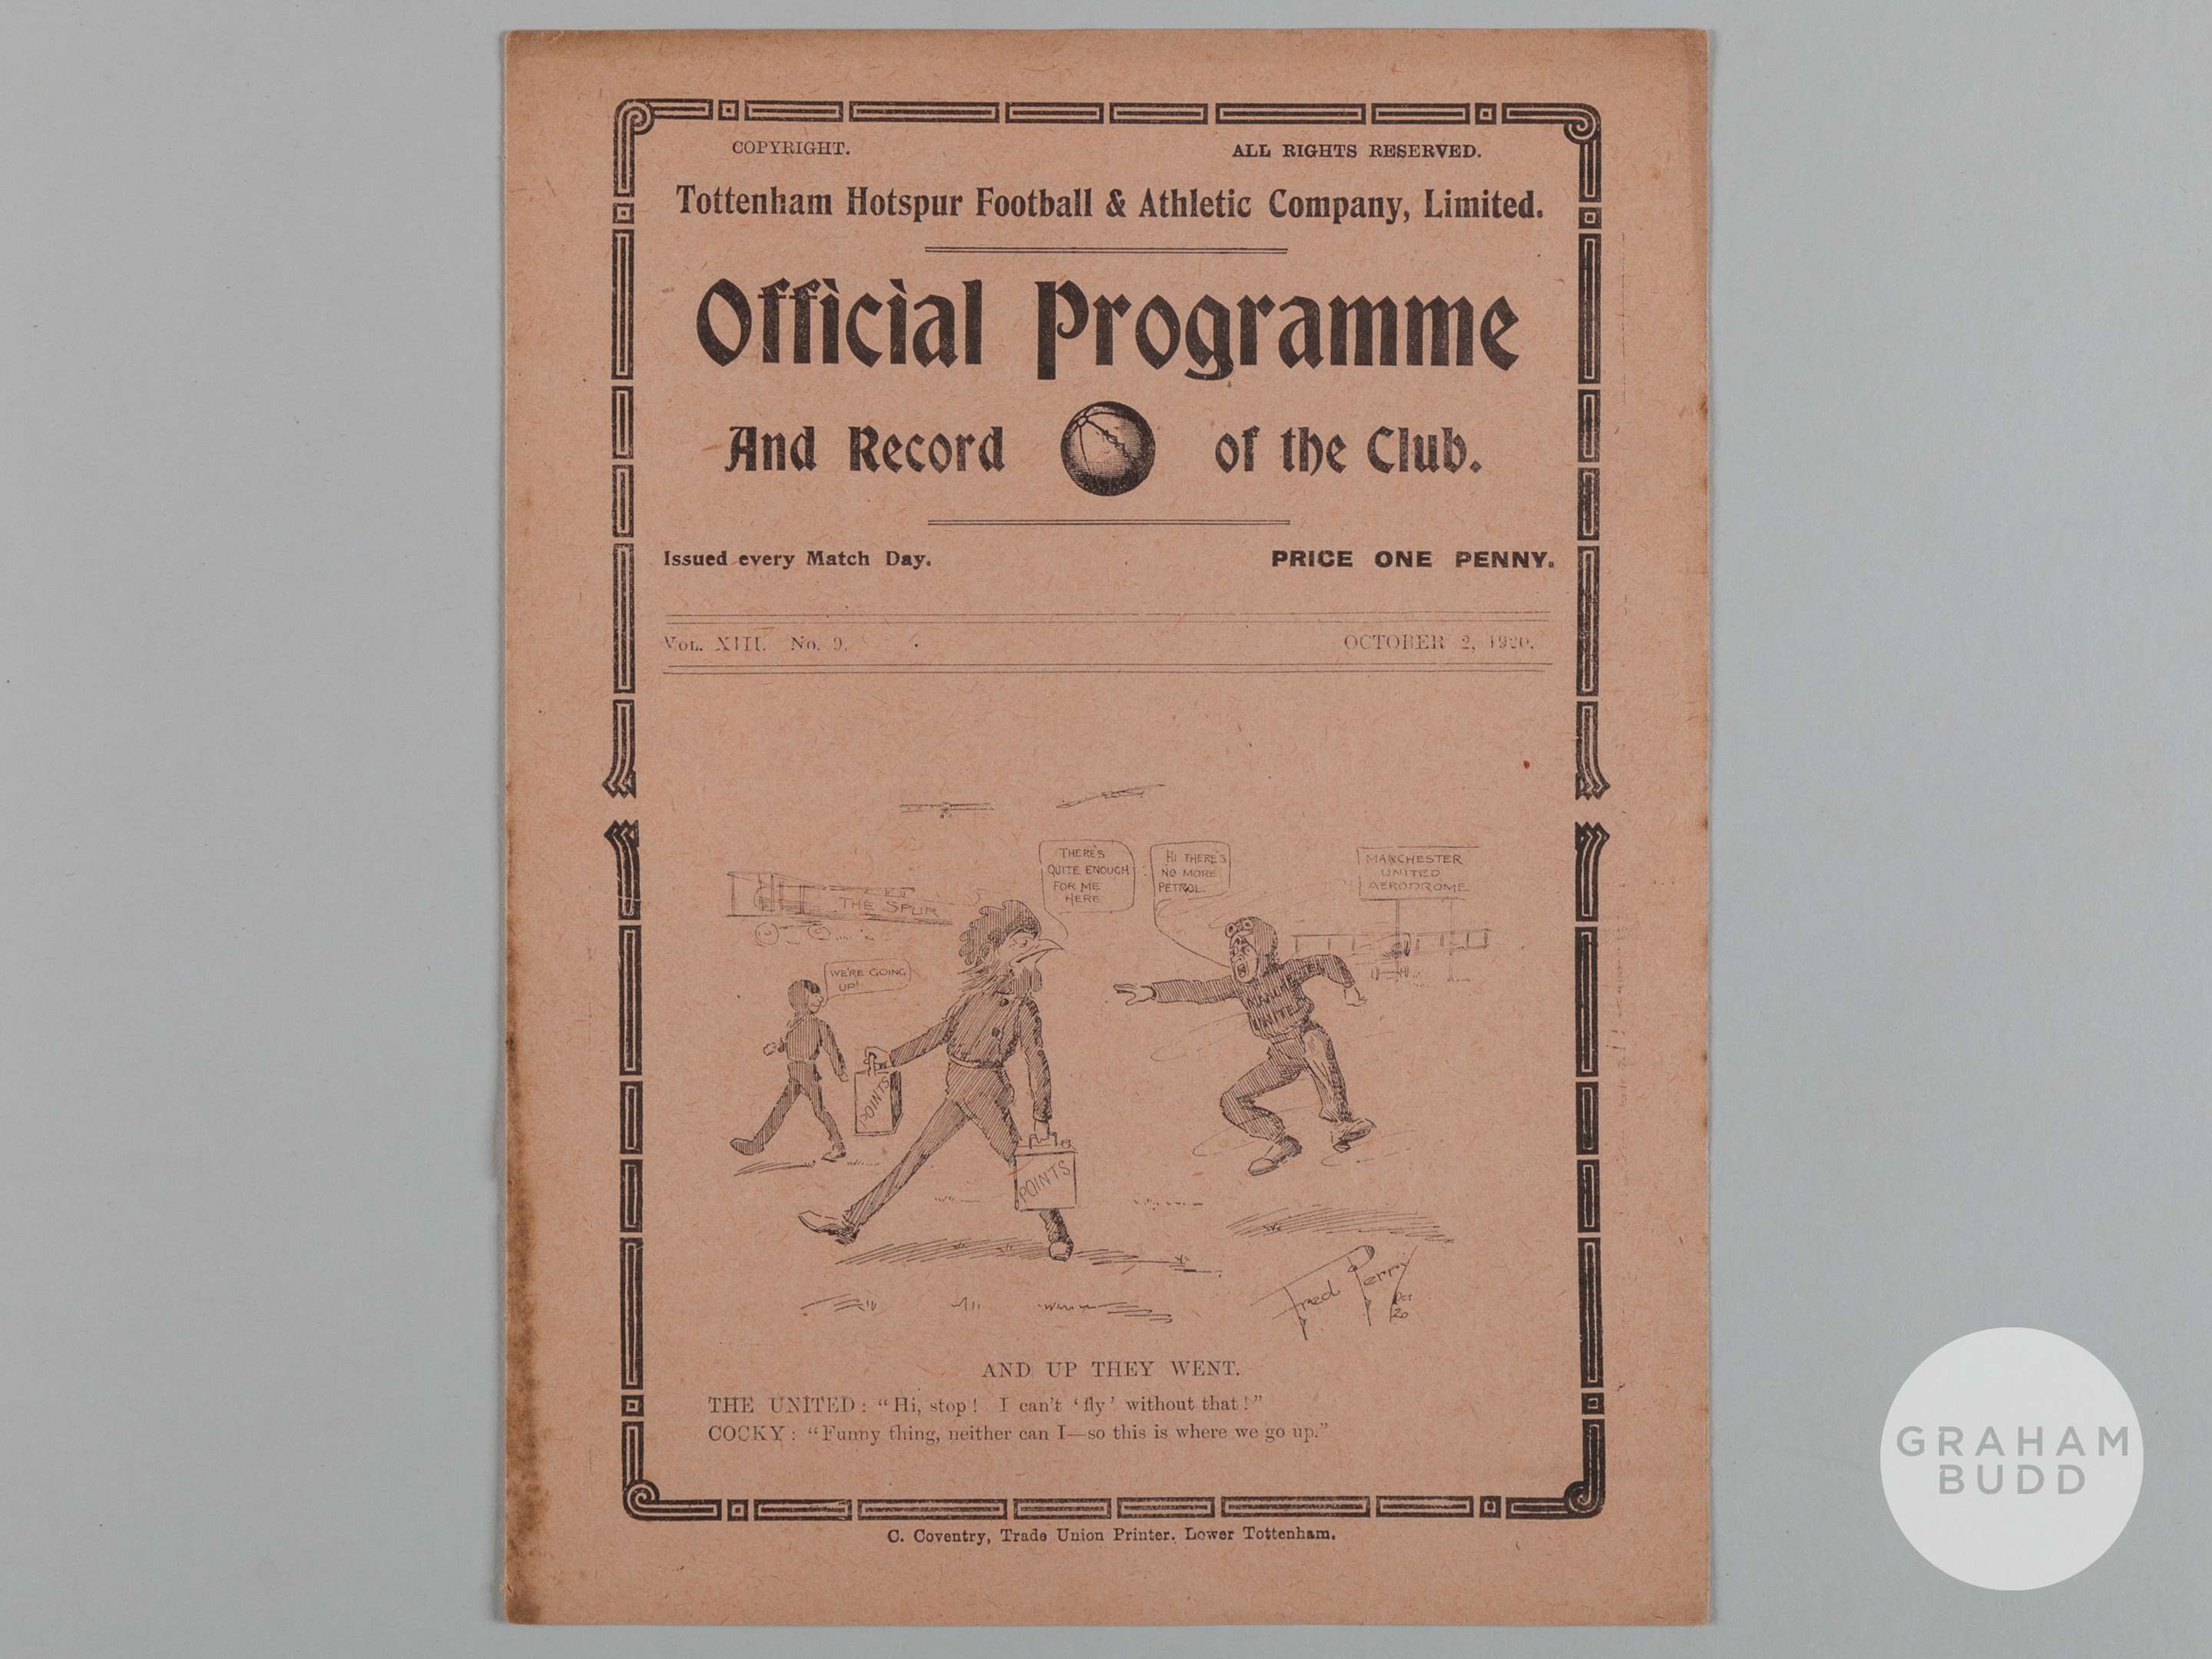 COPYRIGHT. ALL RIGHTS RESERVED.
Tottenham Hotspur Football & Athletic Company, Limited.
Official Programme
And Record of the Club.
Issued every Match Day. PRICE ONE PENNY.
VOL. XIII. No. 9. OCTOBER 2, 1920.
THERE'S
QUITE ENOUGH
FOR ME
HERE
HI THERE'S
NO MORE
PETROL
MANCHESTER
UNITED
AERODROME
THE SPUR
WE'RE GOING
UP!
UNITED
POINTS
POINTS
Fred Perry
Oct
20
AND UP THEY WENT.
THE UNITED: "Hi, stop! I can't 'fly' without that!"
COCKY: "Funny thing, neither can I—so this is where we go up."
C. Coventry, Trade Union Printer. Lower Tottenham.
GRAHAM
BUDD